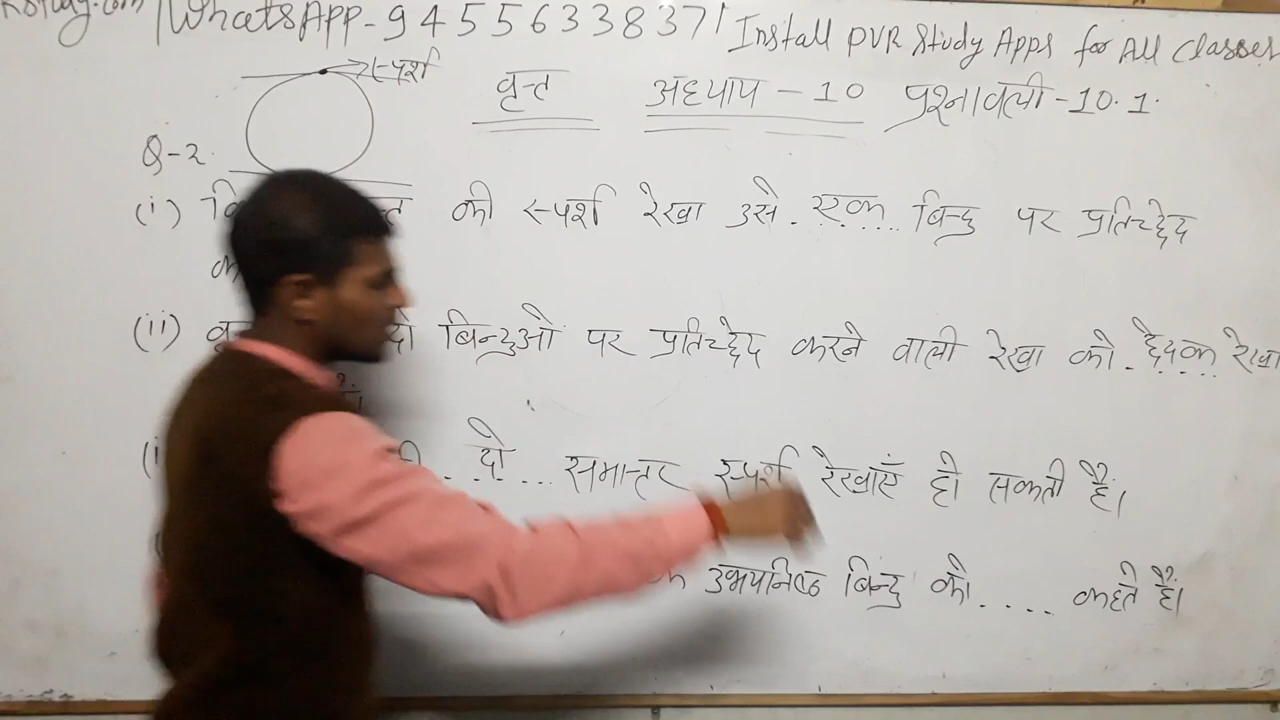 WhatsApp-9455633837| Install PVR Study Apps for All Classes
स्पर्श
वृत्त अध्याय - 10 प्रश्नावली-10.1.
Q-2.
(i) की स्पर्श रेखा उसे . एक .... बिन्दु पर प्रतिच्छेद
(ii) दो बिन्दुओं पर प्रतिच्छेद करने वाली रेखा को . छेदक ... रेखा
.. दो ... समान्तर स्पर्श रेखाएँ हो सकती हैं।
उभयनिष्ठ बिन्दु को .... कहते हैं।